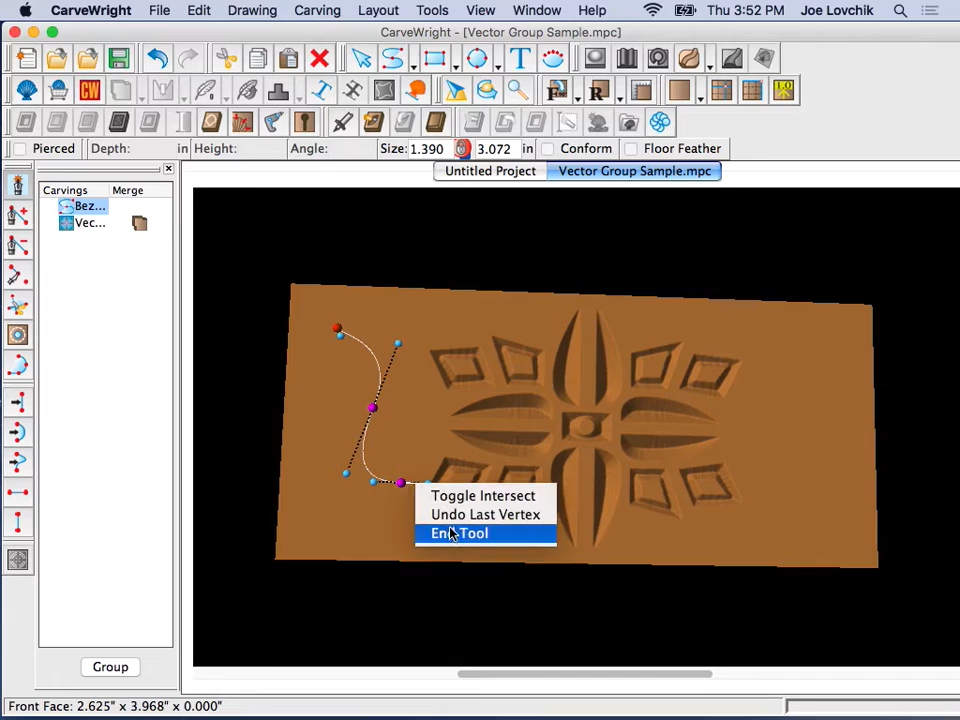 CarveWright File Edit Drawing Carving Layout Tools View Window Help Thu 3:52 PM Joe Lovchik
CarveWright - [Vector Group Sample.mpc]
T
CW
F R 1.0
Pierced Depth: in Height: Angle: Size: 1.390 3.072 in Conform Floor Feather
Untitled Project Vector Group Sample.mpc
Carvings Merge
Bez...
Vec...
Toggle Intersect
Undo Last Vertex
End Tool
Group
Front Face: 2.625" x 3.968" x 0.000"